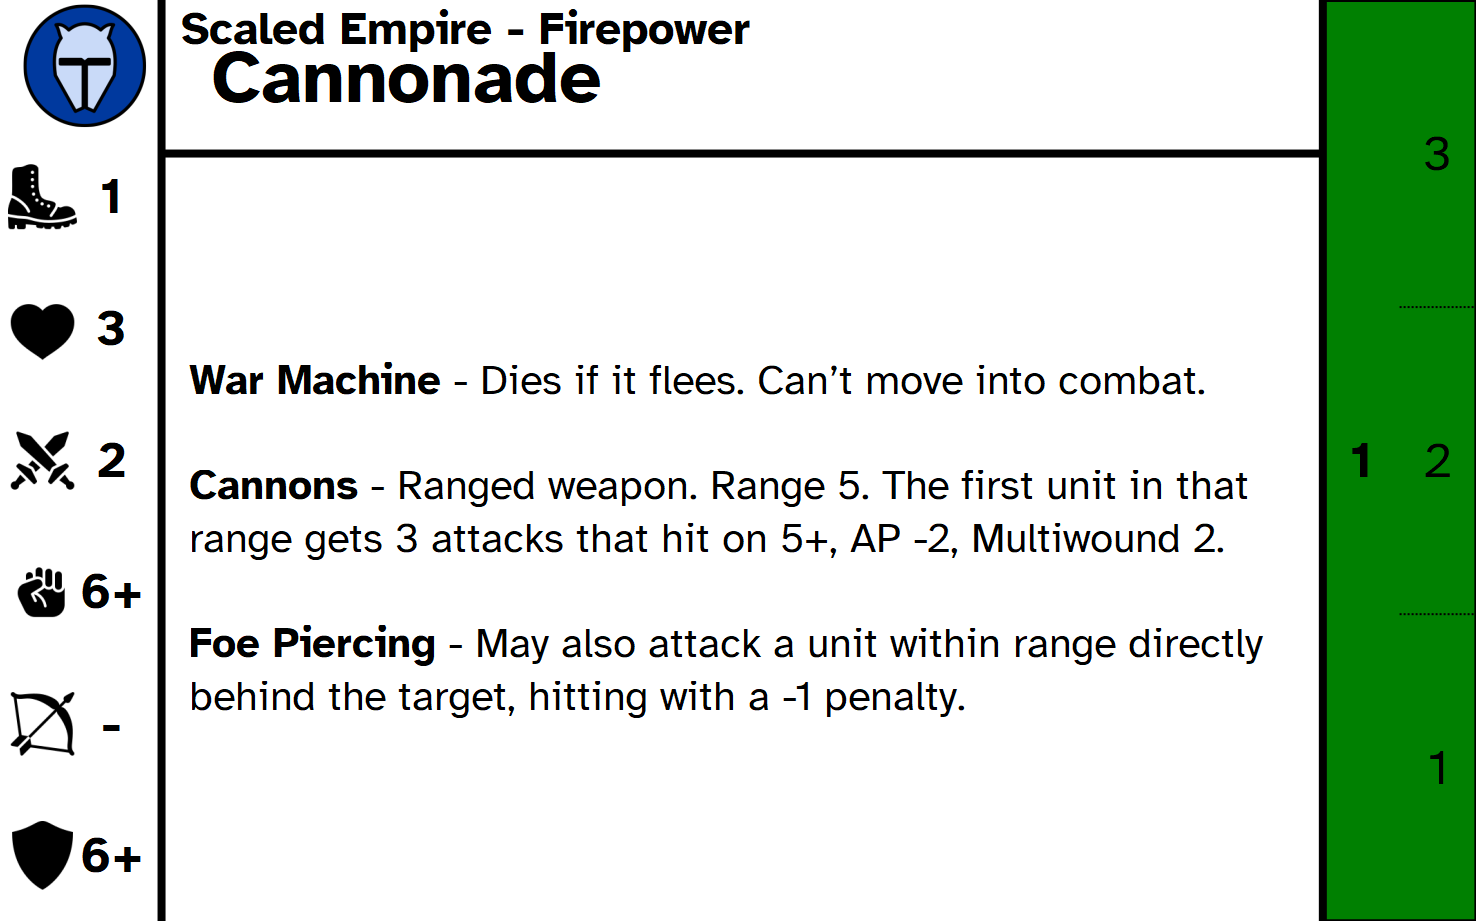 Scaled Empire - Firepower
Cannonade
1
3
2
6+
-
6+
War Machine - Dies if it flees. Can’t move into combat.
Cannons - Ranged weapon. Range 5. The first unit in that
range gets 3 attacks that hit on 5+, AP -2, Multiwound 2.
Foe Piercing - May also attack a unit within range directly
behind the target, hitting with a -1 penalty.
3
1 2
1